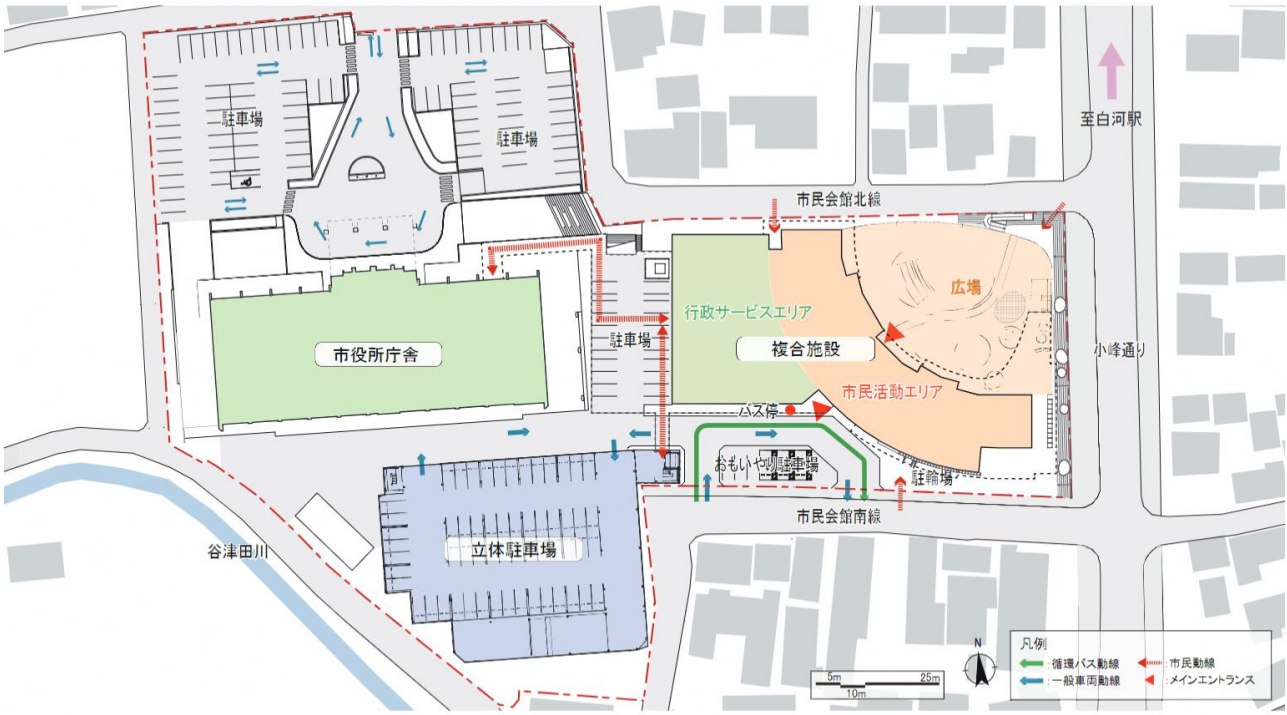 駐車場
駐車場
至白河駅
市民会館北線
広場
行政サービスエリア
駐車場
複合施設
小峰通り
市役所庁舎
市民活動エリア
バス停
おもいやり駐車場
駐輪場
市民会館南線
谷津田川
立体駐車場
N
凡例
循環バス動線
市民動線
一般車両動線
メインエントランス
5m
25m
10m